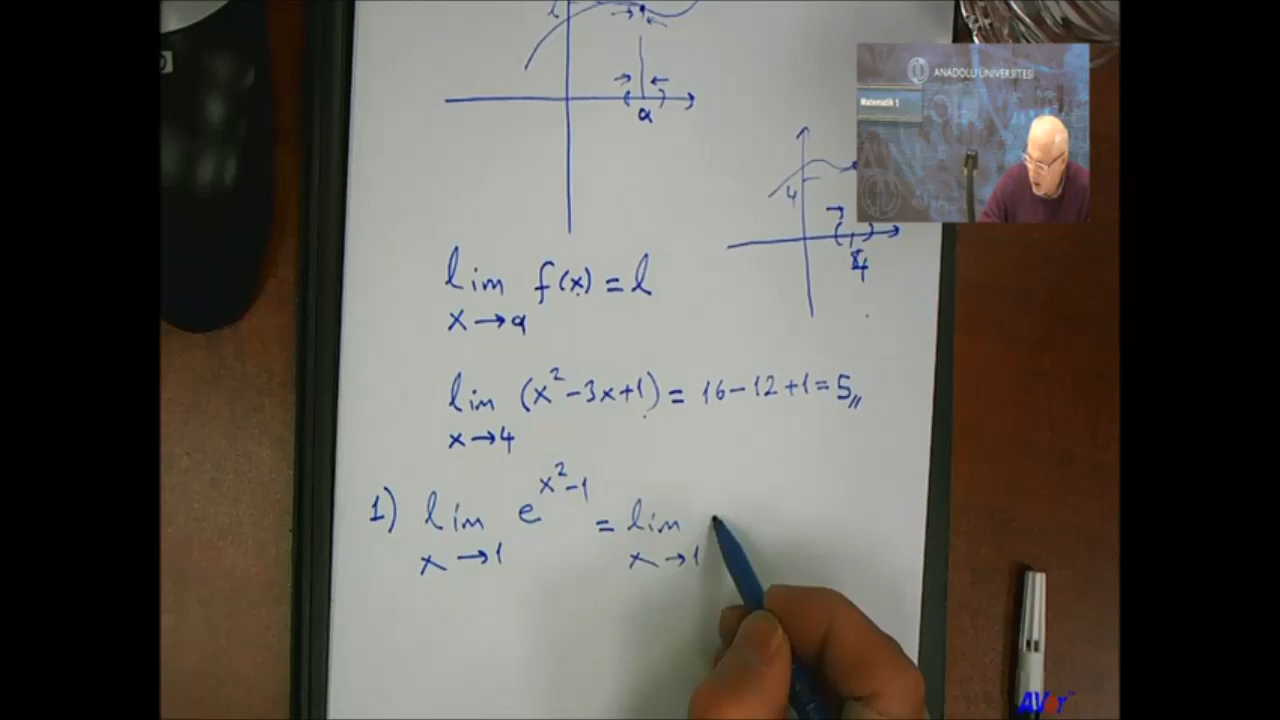 l
a
ANADOLU ÜNİVERSİTESİ
Matematik 1
4
4
lim f(x) = l
x → a
lim (x² - 3x + 1) = 16 - 12 + 1 = 5,,
x → 4
1) lim e^(x² - 1) = lim
x → 1 x → 1
AVer